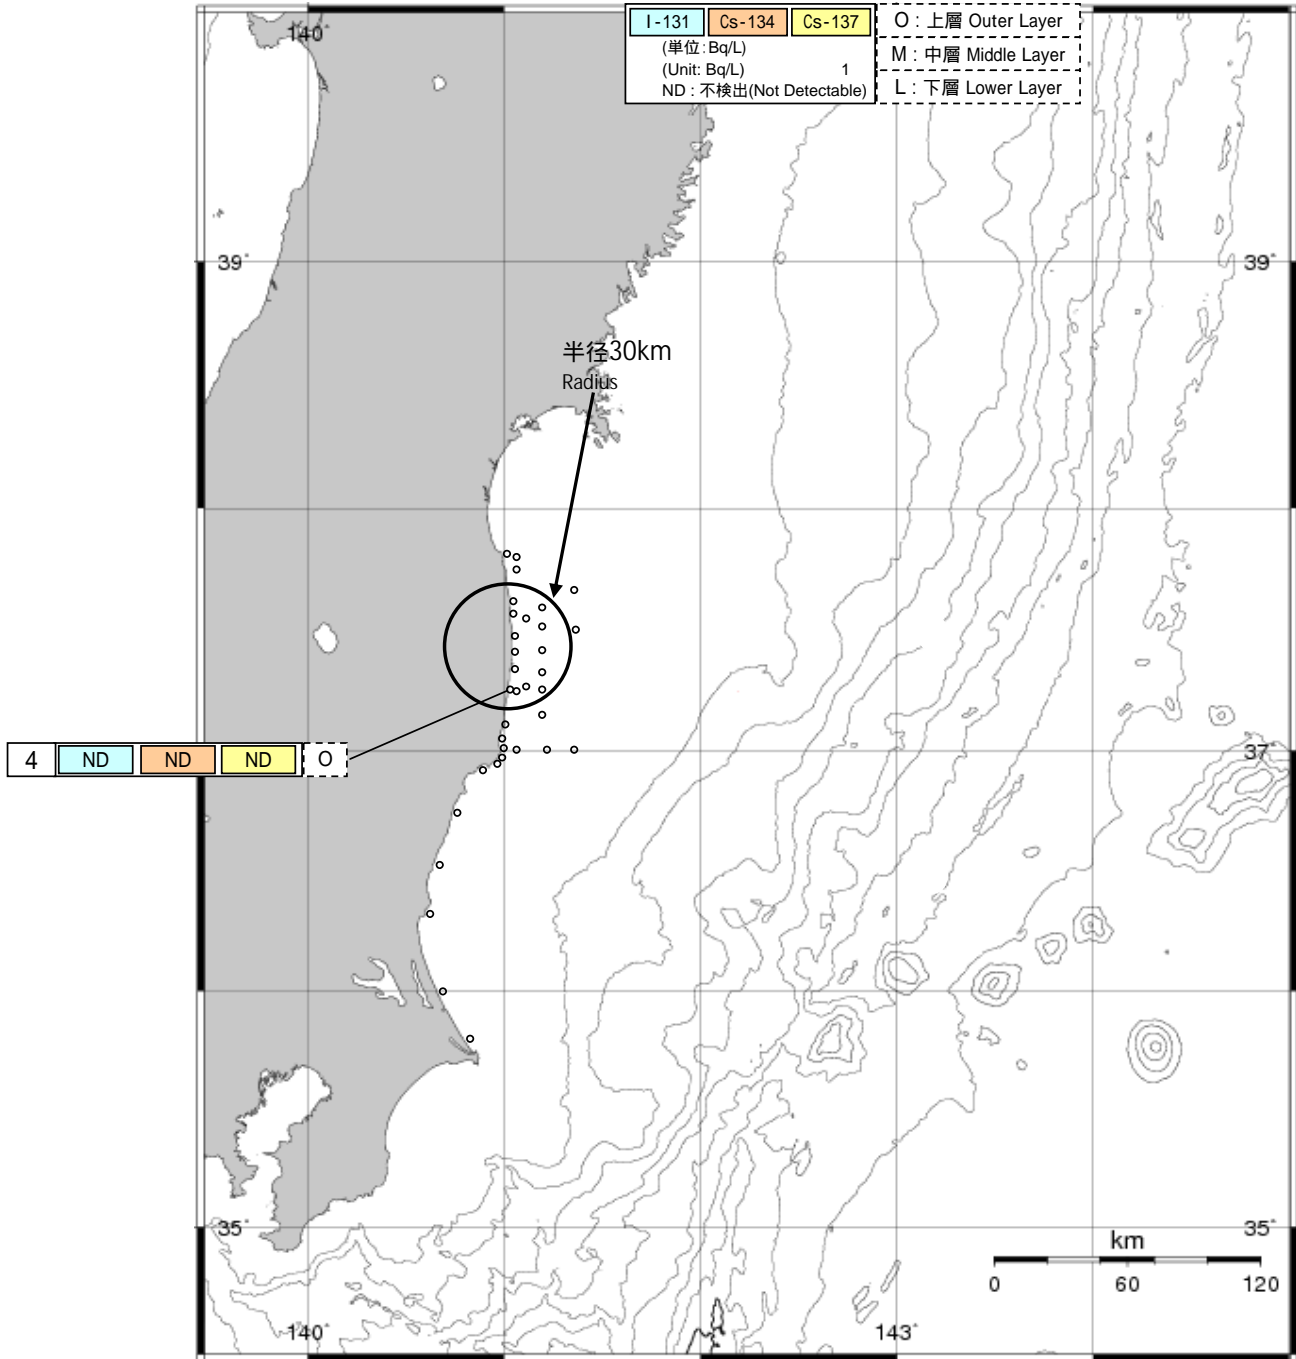 I-131 Cs-134 Cs-137
(単位:Bq/L)
(Unit: Bq/L) 1
ND : 不検出(Not Detectable)
O : 上層 Outer Layer
M : 中層 Middle Layer
L : 下層 Lower Layer
140°
39° 39°
半径30km
Radius
37°
4 ND ND ND O
35° 35°
km
0 60 120
140° 143°